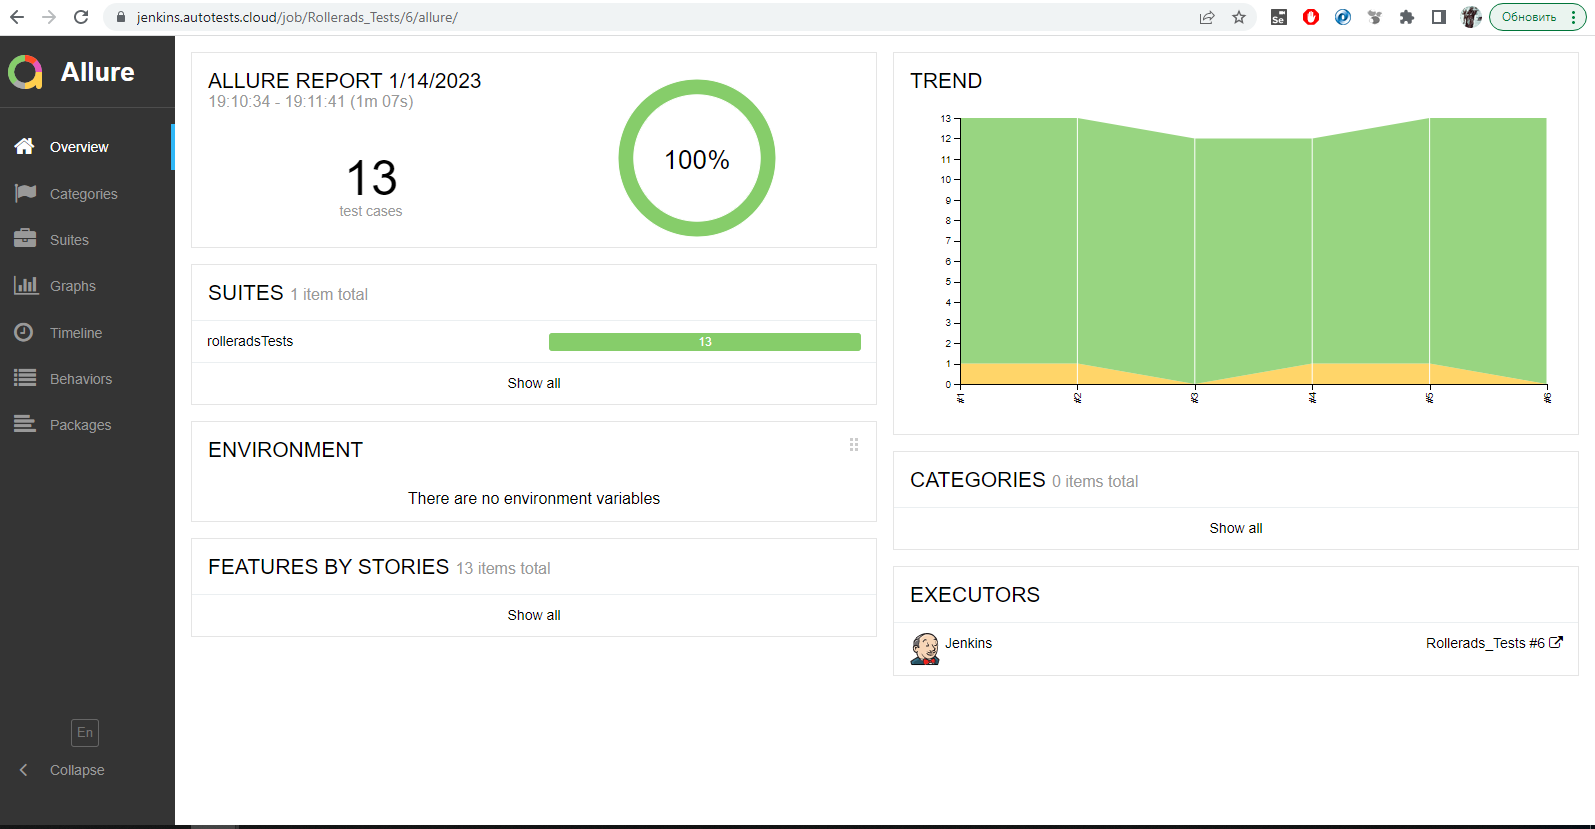 jenkins.autotests.cloud/job/Rollerads_Tests/6/allure/
Se
Обновить
Allure
Overview
Categories
Suites
Graphs
Timeline
Behaviors
Packages
En
Collapse
ALLURE REPORT 1/14/2023
19:10:34 - 19:11:41 (1m 07s)
13
test cases
100%
SUITES 1 item total
rolleradsTests
13
Show all
ENVIRONMENT
There are no environment variables
FEATURES BY STORIES 13 items total
Show all
TREND
13
12
11
10
9
8
7
6
5
4
3
2
1
0
#1
#2
#3
#4
#5
#6
CATEGORIES 0 items total
Show all
EXECUTORS
Jenkins
Rollerads_Tests #6